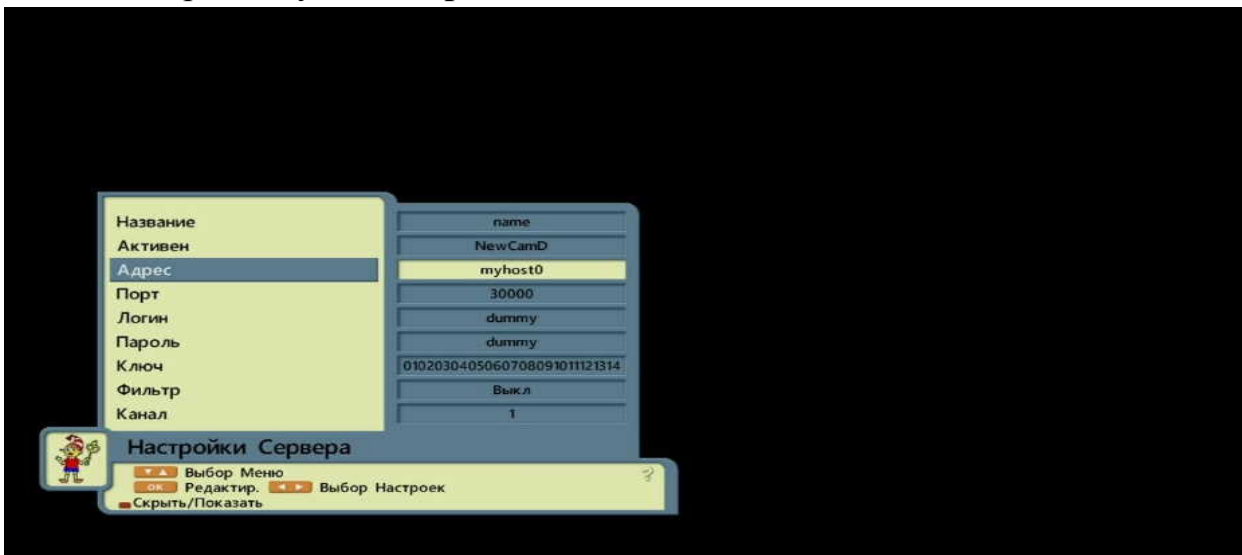 Название name
Активен NewCamD
Адрес myhost0
Порт 30000
Логин dummy
Пароль dummy
Ключ 0102030405060708091011121314
Фильтр Выкл
Канал 1
Настройки Сервера
Выбор Меню
OK Редактир. Выбор Настроек
Скрыть/Показать